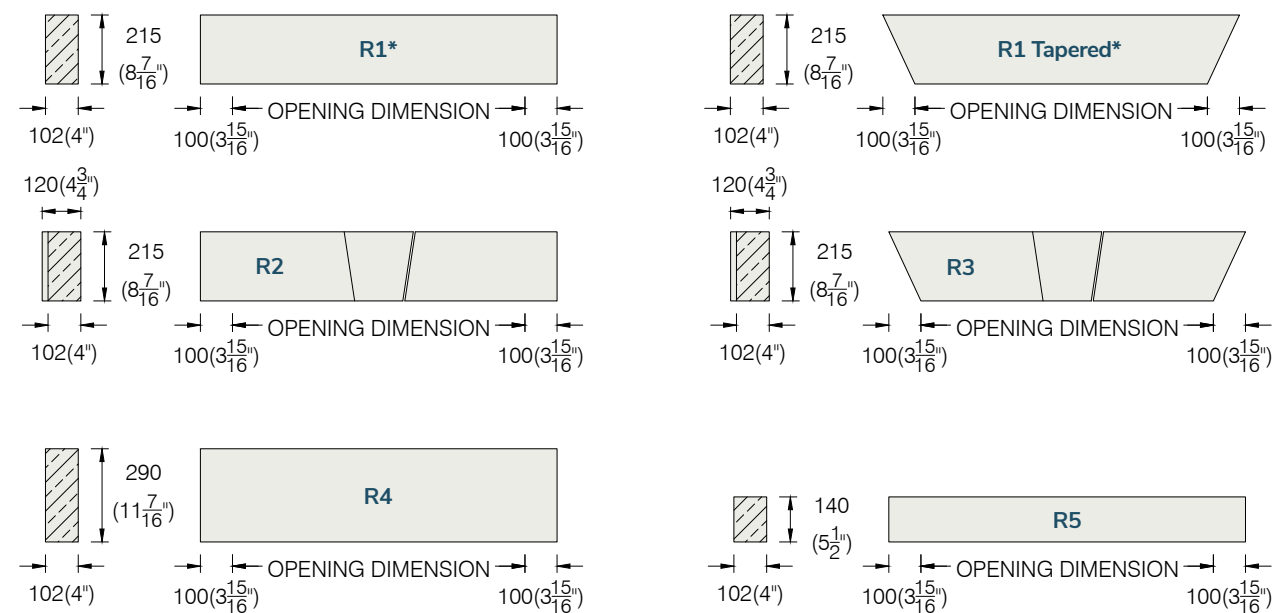 215
(8 7/16")
R1*
OPENING DIMENSION
102(4")
100(3 15/16")
100(3 15/16")
215
(8 7/16")
R1 Tapered*
OPENING DIMENSION
102(4")
100(3 15/16")
100(3 15/16")
120(4 3/4")
215
(8 7/16")
R2
OPENING DIMENSION
102(4")
100(3 15/16")
100(3 15/16")
120(4 3/4")
215
(8 7/16")
R3
OPENING DIMENSION
102(4")
100(3 15/16")
100(3 15/16")
290
(11 7/16")
R4
OPENING DIMENSION
102(4")
100(3 15/16")
100(3 15/16")
140
(5 1/2")
R5
OPENING DIMENSION
102(4")
100(3 15/16")
100(3 15/16")